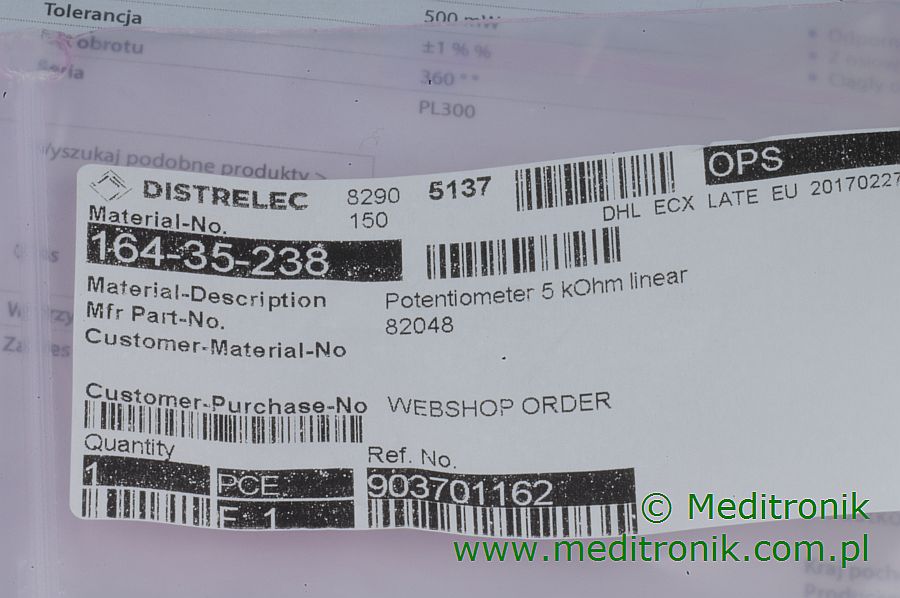 Tolerancja 500 mW
obrotu ±1 % %
Seria 360 °°
PL300
Wyszukaj podobne produkty >
DISTRELEC 8290 5137 OPS
150 DHL ECX LATE EU 20170227
Material-No.
164-35-238
Material-Description Potentiometer 5 kOhm linear
Mfr Part-No. 82048
Customer-Material-No
Customer-Purchase-No WEBSHOP ORDER
Quantity Ref. No.
1 PCE 903701162
© Meditronik
www.meditronik.com.pl